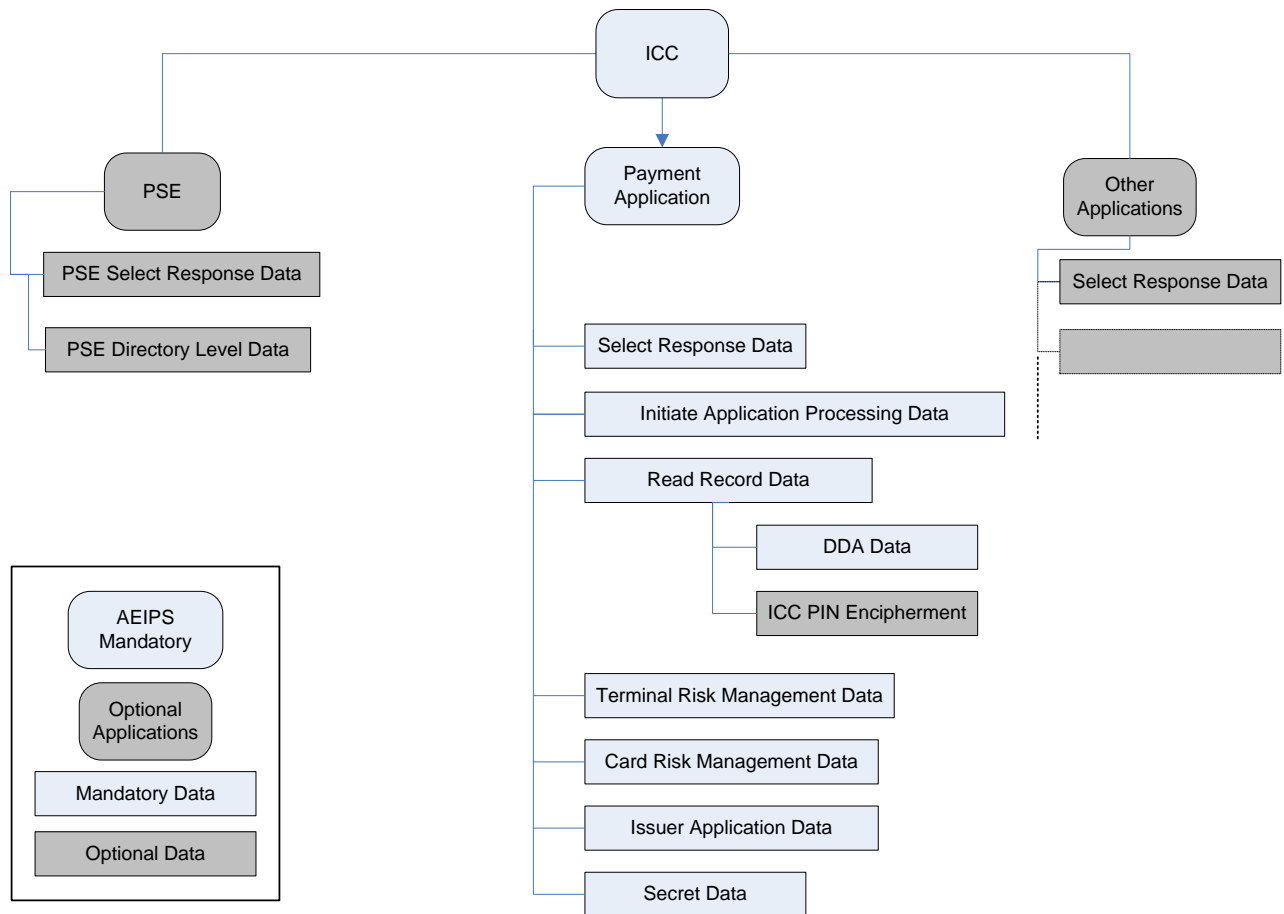 ICC
PSE
Payment
Application
Other
Applications
PSE Select Response Data
Select Response Data
PSE Directory Level Data
Select Response Data
Initiate Application Processing Data
Read Record Data
DDA Data
ICC PIN Encipherment
Terminal Risk Management Data
Card Risk Management Data
Issuer Application Data
Secret Data
AEIPS
Mandatory
Optional
Applications
Mandatory Data
Optional Data